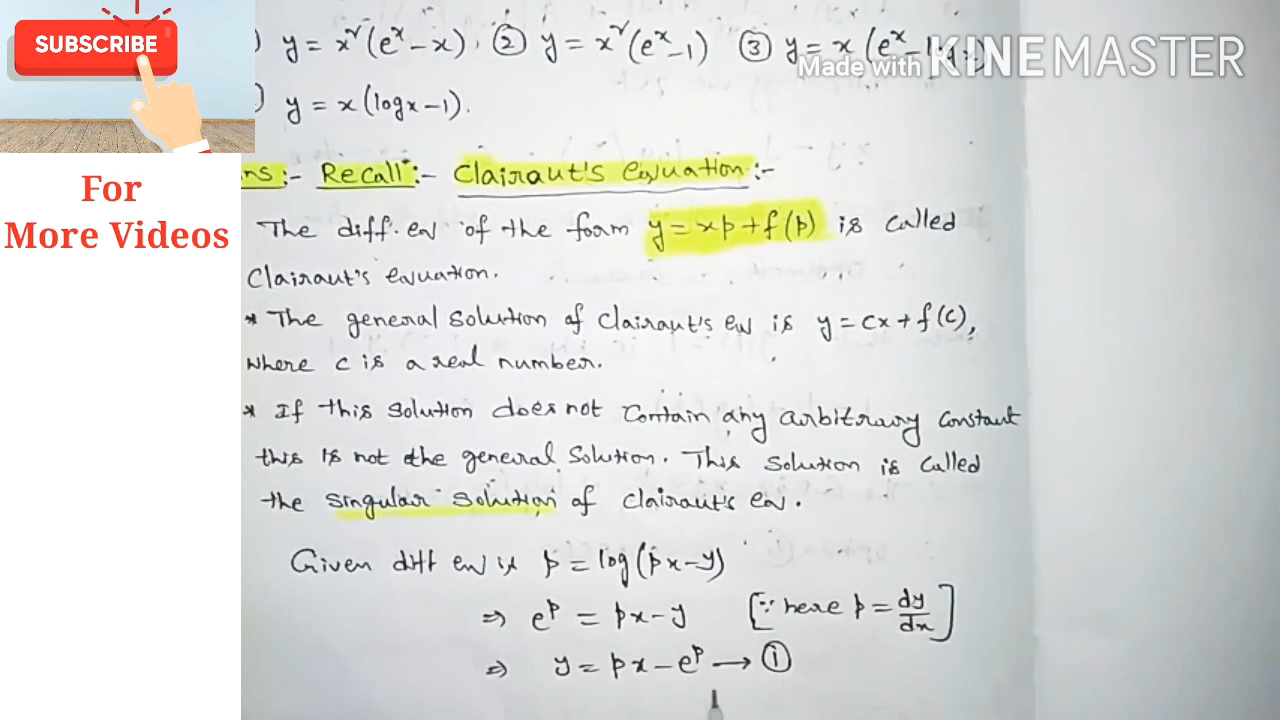 SUBSCRIBE
For
More Videos
Made with KINEMASTER
) y = x²(eˣ − x). ② y = x²(eˣ − 1) ③ y = x (eˣ −
) y = x(logx − 1).
ns:- Recall:- Clairaut's equation:-
The diff. eq of the form y = xp + f(p) is called
Clairaut's equation.
* The general solution of Clairaut's eq is y = cx + f(c),
where c is a real number.
* If this solution does not contain any arbitrary constant
this is not the general solution. This solution is called
the singular solution of Clairaut's eq.
Given diff eq is p = log(px − y)
⇒ eᵖ = px − y [∵ here p = dy/dx]
⇒ y = px − eᵖ → ①